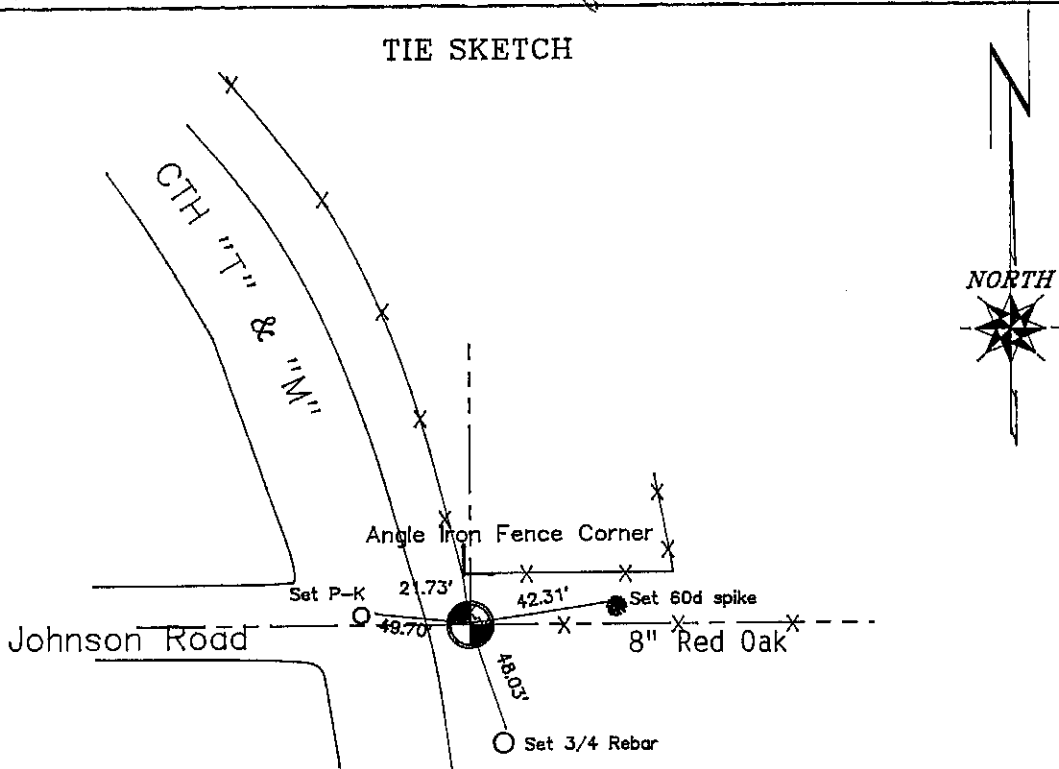 TIE SKETCH
CTH "T" & "M"
NORTH
Angle Iron Fence Corner
Set P-K
21.73'
42.31'
Set 60d spike
49.70'
Johnson Road
8" Red Oak
48.03'
Set 3/4 Rebar